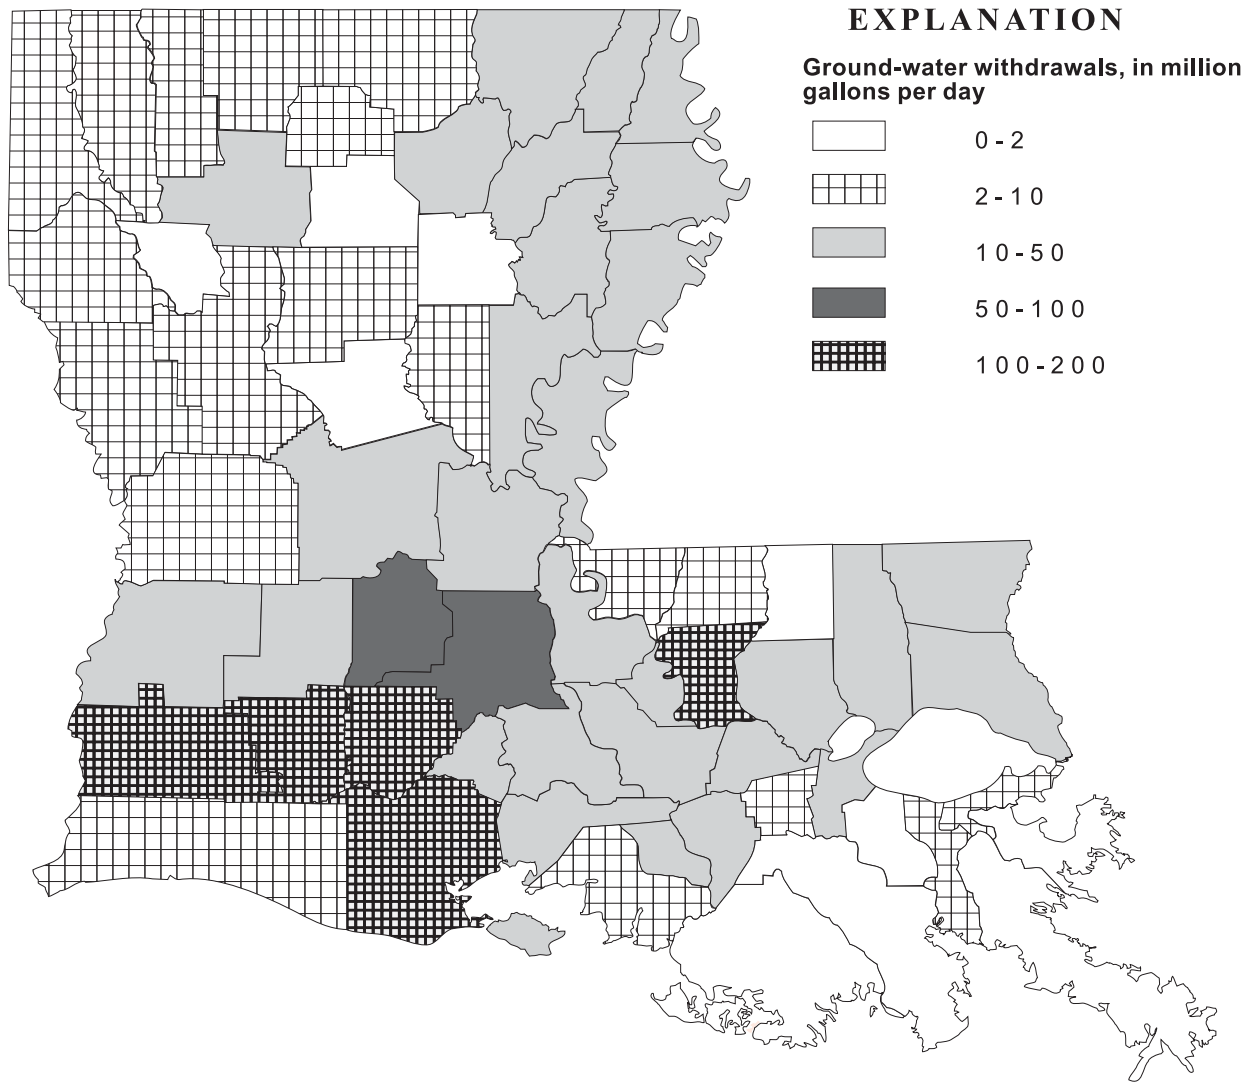 EXPLANATION
Ground-water withdrawals, in million
gallons per day
0-2
2-10
10-50
50-100
100-200